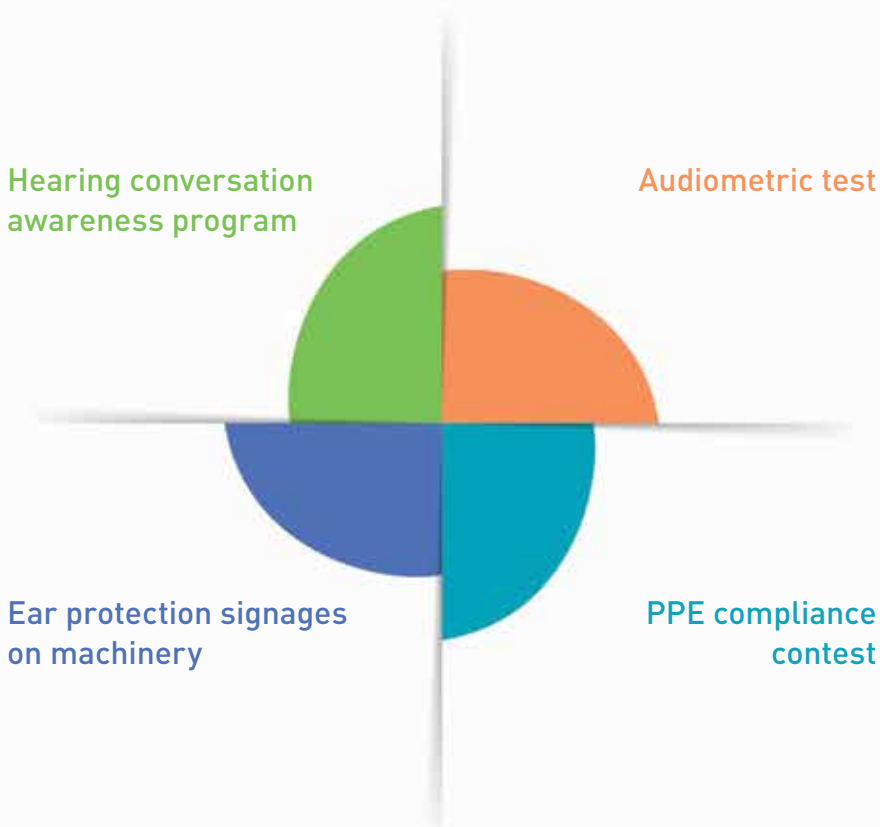 Hearing conversation
awareness program
Audiometric test
Ear protection signages
on machinery
PPE compliance
contest